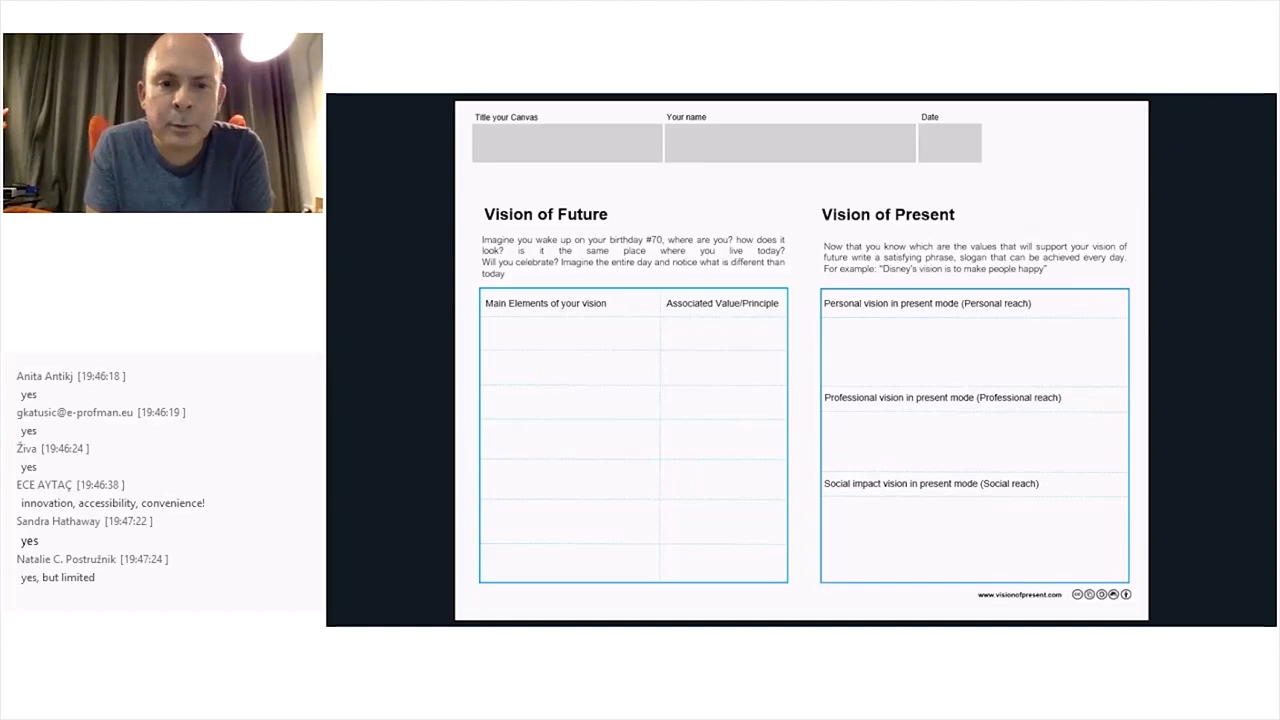 Anita Antikj [19:46:18 ]
yes
gkatusic@e-profman.eu [19:46:19 ]
yes
Živa [19:46:24 ]
yes
ECE AYTAÇ [19:46:38 ]
innovation, accessibility, convenience!
Sandra Hathaway [19:47:22 ]
yes
Natalie C. Postružnik [19:47:24 ]
yes, but limited
Title your Canvas
Your name
Date
Vision of Future
Imagine you wake up on your birthday #70, where are you? how does it
look? is it the same place where you live today?
Will you celebrate? Imagine the entire day and notice what is different than
today
Main Elements of your vision
Associated Value/Principle
Vision of Present
Now that you know which are the values that will support your vision of
future write a satisfying phrase, slogan that can be achieved every day.
For example: “Disney's vision is to make people happy”
Personal vision in present mode (Personal reach)
Professional vision in present mode (Professional reach)
Social impact vision in present mode (Social reach)
www.visionofpresent.com